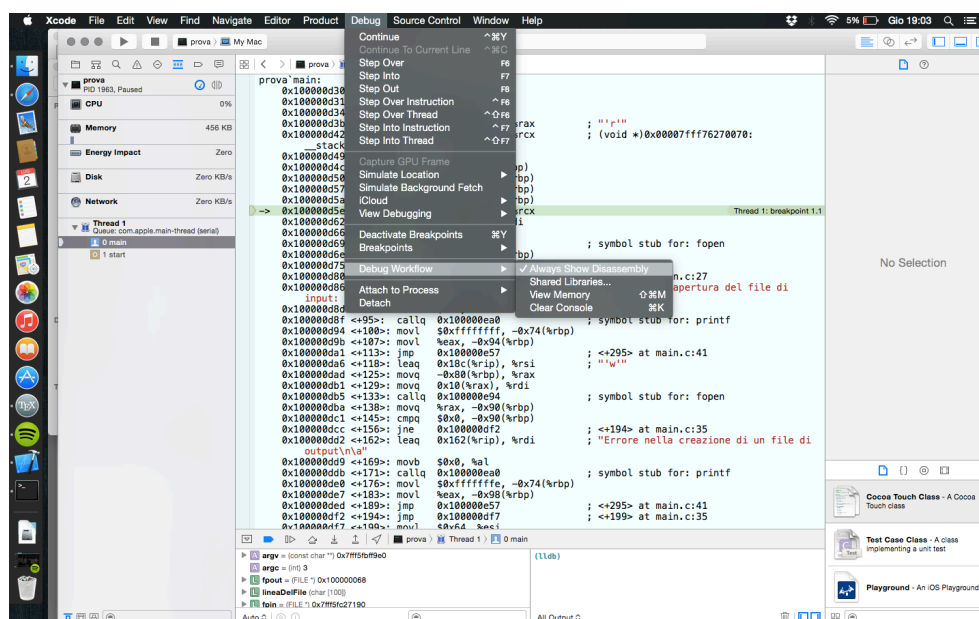 Xcode File Edit View Find Navigate Editor Product Debug Source Control Window Help 5% Gio 19:03
prova My Mac
prova
PID 1963, Paused
CPU 0%
Memory 456 KB
Energy Impact Zero
Disk Zero KB/s
Network Zero KB/s
Thread 1
Queue: com.apple.main-thread (serial)
0 main
1 start
Continue ⌃⌘Y
Continue To Current Line ⌃⌘C
Step Over F6
Step Into F7
Step Out F8
Step Over Instruction ⌃F6
Step Over Thread ⌃⇧F6
Step Into Instruction ⌃F7
Step Into Thread ⌃⇧F7
Capture GPU Frame
Simulate Location
Simulate Background Fetch
iCloud
View Debugging
Deactivate Breakpoints ⌘Y
Breakpoints
Debug Workflow
Attach to Process
Detach
✓ Always Show Disassembly
Shared Libraries...
View Memory ⇧⌘M
Clear Console ⌘K
prova
prova`main:
0x100000d30
0x100000d31
0x100000d34
0x100000d3b ; "'r'"
0x100000d42 ; (void *)0x00007fff76270070:
__stack
0x100000d49
0x100000d4c
0x100000d50
0x100000d57
0x100000d5a
-> 0x100000d5e Thread 1: breakpoint 1.1
0x100000d62
0x100000d66
0x100000d69 ; symbol stub for: fopen
0x100000d6e
0x100000d75
0x100000d80 n.c:27
0x100000d86 apertura del file di
input:
0x100000d8d
0x100000d8f <+95>: callq 0x100000ea0 ; symbol stub for: printf
0x100000d94 <+100>: movl $0xffffffff, -0x74(%rbp)
0x100000d9b <+107>: movl %eax, -0x94(%rbp)
0x100000da1 <+113>: jmp 0x100000e57 ; <+295> at main.c:41
0x100000da6 <+118>: leaq 0x18c(%rip), %rsi ; "'w'"
0x100000dad <+125>: movq -0x80(%rbp), %rax
0x100000db1 <+129>: movq 0x10(%rax), %rdi
0x100000db5 <+133>: callq 0x100000e94 ; symbol stub for: fopen
0x100000dba <+138>: movq %rax, -0x90(%rbp)
0x100000dc1 <+145>: cmpq $0x0, -0x90(%rbp)
0x100000dcc <+156>: jne 0x100000df2 ; <+194> at main.c:35
0x100000dd2 <+162>: leaq 0x162(%rip), %rdi ; "Errore nella creazione di un file di
output\n\a"
0x100000dd9 <+169>: movb $0x0, %al
0x100000ddb <+171>: callq 0x100000ea0 ; symbol stub for: printf
0x100000de0 <+176>: movl $0xfffffffe, -0x74(%rbp)
0x100000de7 <+183>: movl %eax, -0x98(%rbp)
0x100000ded <+189>: jmp 0x100000e57 ; <+295> at main.c:41
0x100000df2 <+194>: jmp 0x100000df7 ; <+199> at main.c:35
0x100000df7 <+199>: movl $0x64, %esi
prova Thread 1 0 main
argv = (const char **) 0x7fff5fbff9e0
argc = (int) 3
fpout = (FILE *) 0x100000068
lineaDelFile (char [100])
fpin = (FILE *) 0x7fff5fc27190
Auto
(lldb)
All Output
No Selection
Cocoa Touch Class - A Cocoa
Touch class
Test Case Class - A class
implementing a unit test
Playground - An iOS Playground